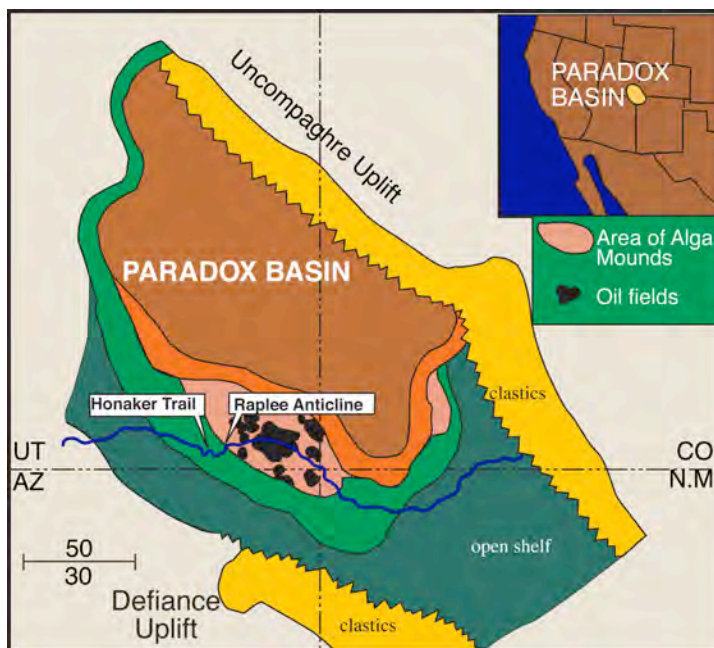 PARADOX
BASIN
Uncompaghre Uplift
Area of Alga
Mounds
Oil fields
PARADOX BASIN
clastics
Honaker Trail
Raplee Anticline
UT
CO
AZ
N.M
open shelf
50
30
Defiance
Uplift
clastics